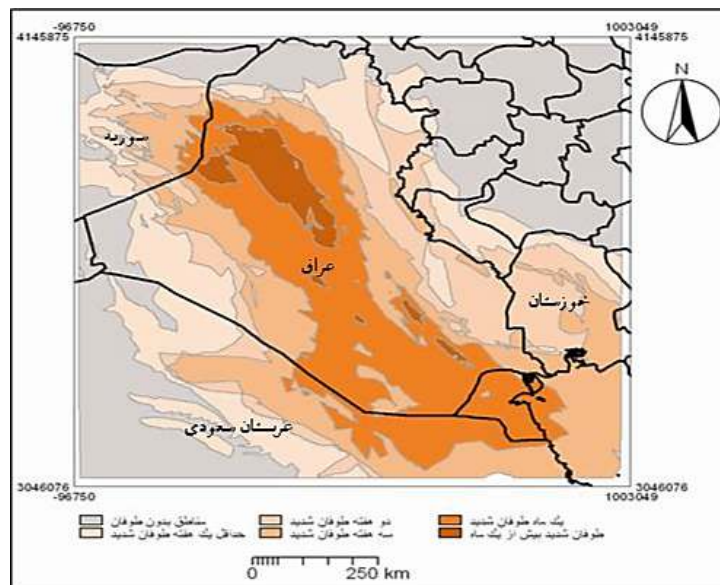 -96750 1003049
4145875 4145875
N
سوریه
عراق
خوزستان
عربستان سعودی
3046076 3046076
-96750 1003049
یک ماه طوفان شدید دو هفته طوفان شدید مناطق بدون طوفان
طوفان شدید بیش از یک ماه سه هفته طوفان شدید حداقل یک هفته طوفان شدید
0 250 km